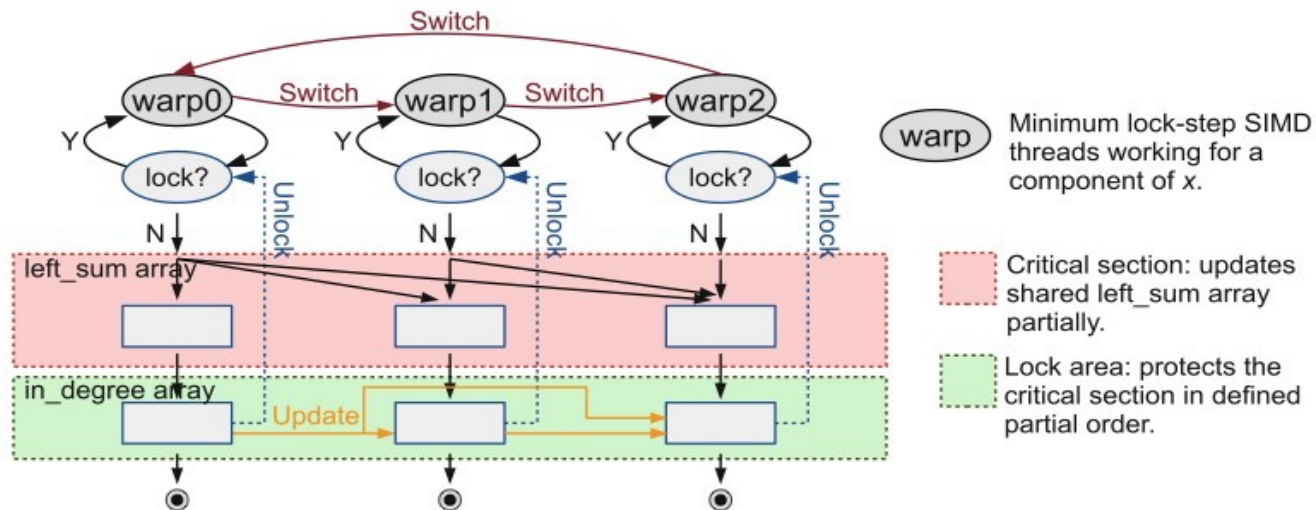 Switch
warp0
Switch
warp1
Switch
warp2
Y
Y
Y
lock?
lock?
lock?
Unlock
Unlock
Unlock
N
N
N
left_sum array
in_degree array
Update
warp
Minimum lock-step SIMD
threads working for a
component of x.
Critical section: updates
shared left_sum array
partially.
Lock area: protects the
critical section in defined
partial order.